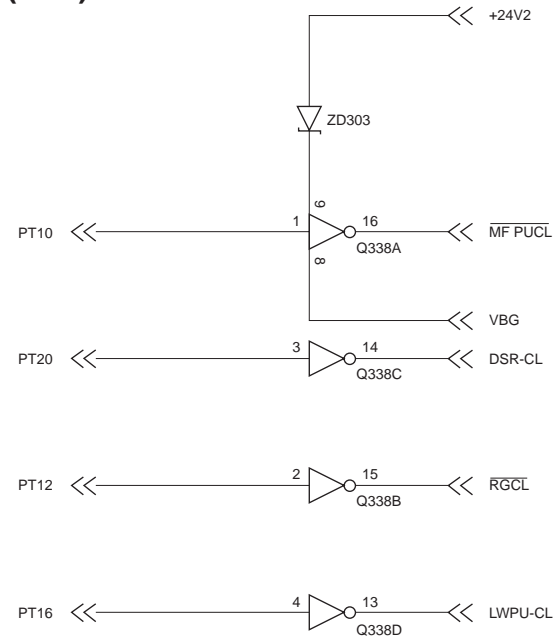 +24V2
ZD303
9
PT10 1 16 MF PUCL
Q338A
8
VBG
PT20 3 14 DSR-CL
Q338C
PT12 2 15 RGCL
Q338B
PT16 4 13 LWPU-CL
Q338D